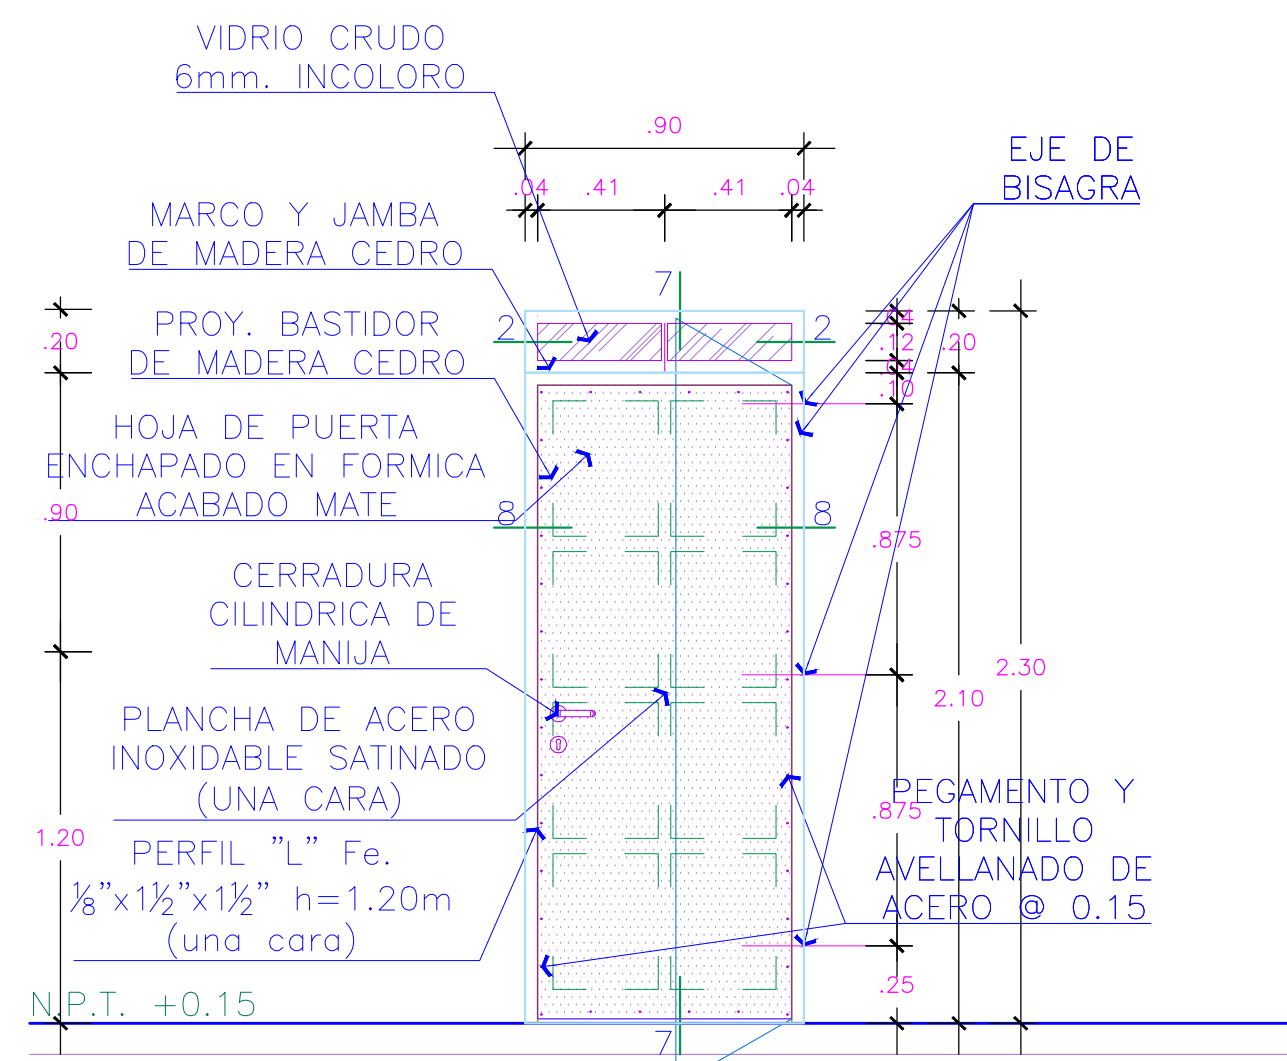 VIDRIO CRUDO
6mm. INCOLORO
.90
EJE DE
BISAGRA
.04 .41 .41 .04
MARCO Y JAMBA
DE MADERA CEDRO
7
2
2
.20
PROY. BASTIDOR
DE MADERA CEDRO
.04
.12
.20
.04
.10
HOJA DE PUERTA
ENCHAPADO EN FORMICA
ACABADO MATE
.90
8
8
.875
CERRADURA
CILINDRICA DE
MANIJA
2.30
2.10
PLANCHA DE ACERO
INOXIDABLE SATINADO
(UNA CARA)
PEGAMENTO Y
TORNILLO
AVELLANADO DE
ACERO @ 0.15
.875
1.20
PERFIL "L" Fe.
⅛"x1½"x1½" h=1.20m
(una cara)
.25
N.P.T. +0.15
7